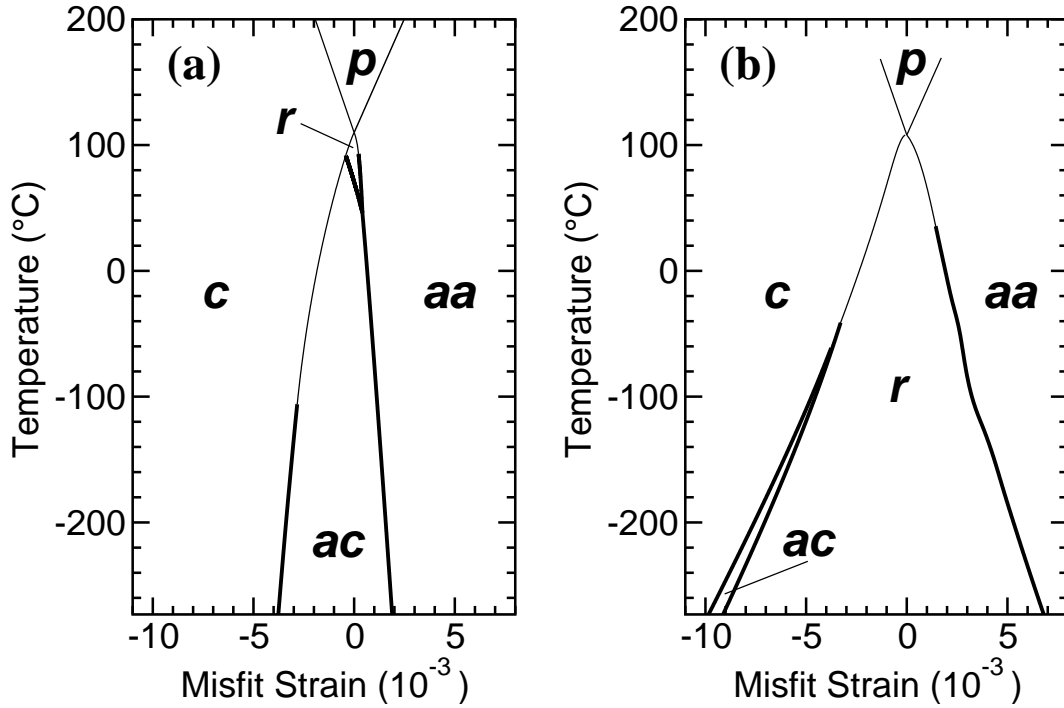 (a)
p
r
c
aa
ac
200
100
0
-100
-200
-10
-5
0
5
Temperature (°C)
Misfit Strain (10-3)
(b)
p
c
aa
r
ac
200
100
0
-100
-200
-10
-5
0
5
Temperature (°C)
Misfit Strain (10-3)